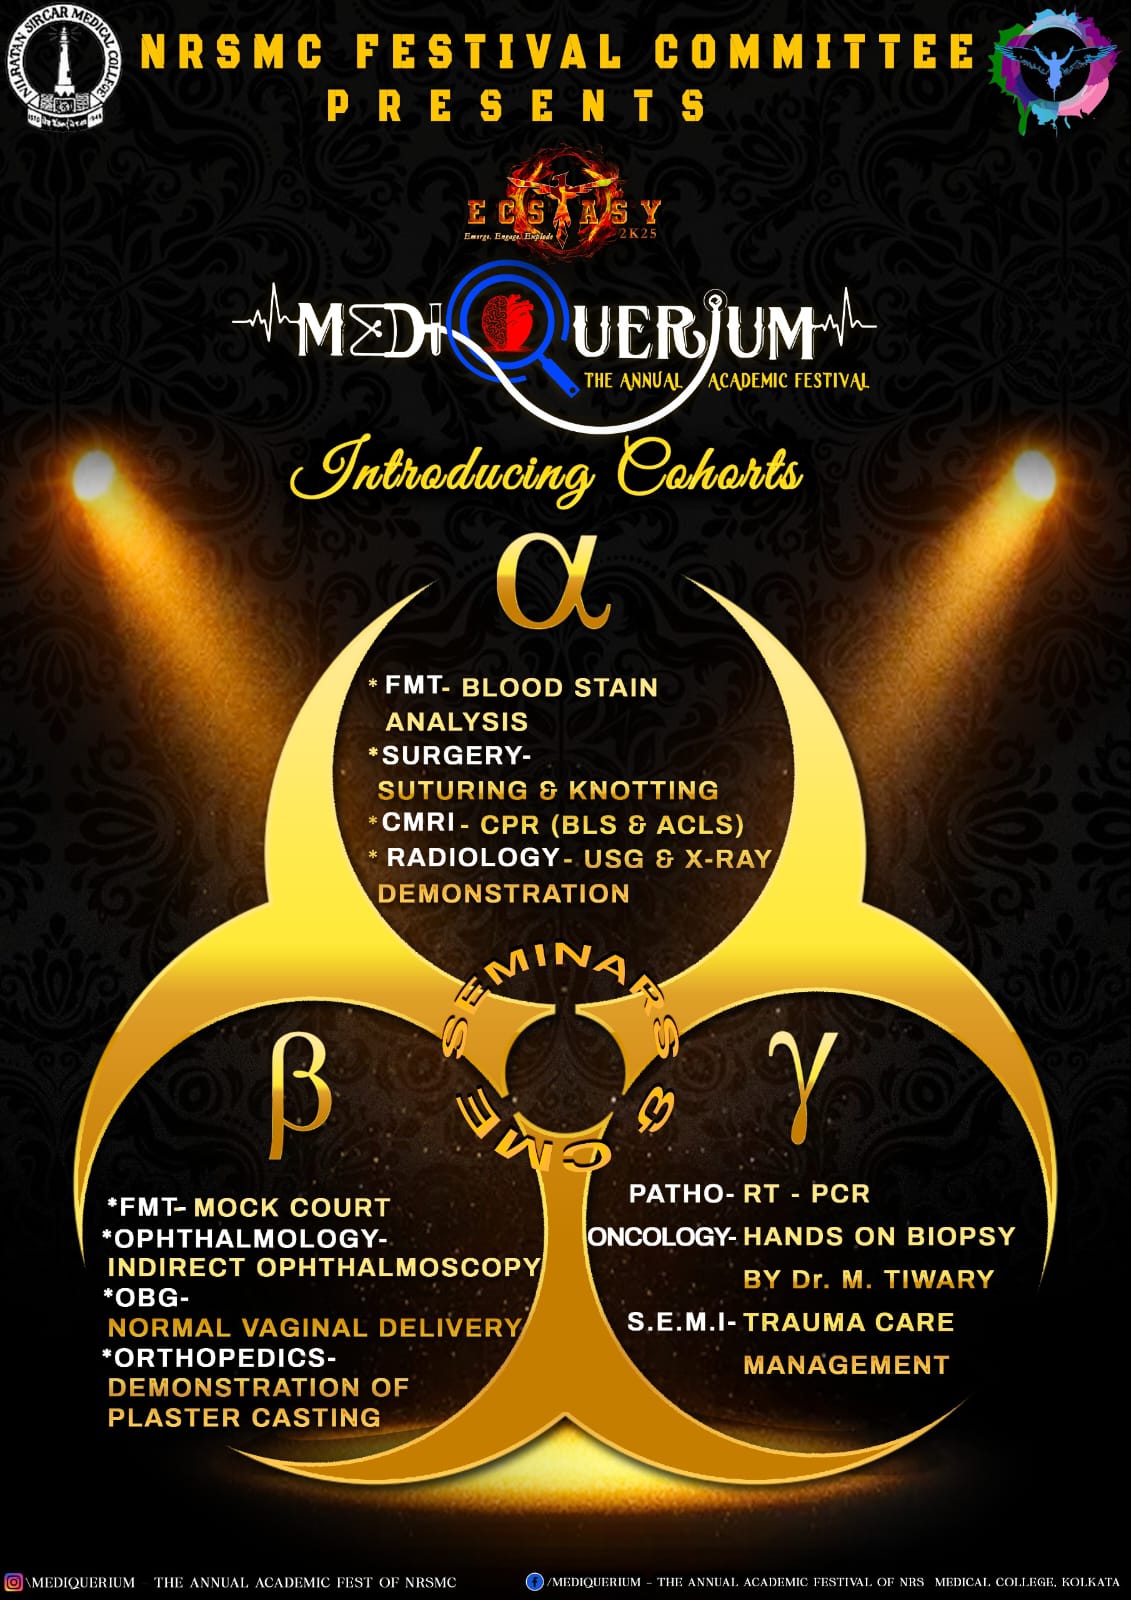 NILRATAN SIRCAR MEDICAL COLLEGE
NRSMC FESTIVAL COMMITTEE
PRESENTS
ECSTASY
Emerge. Engage. Explode
2K25
MEDIQUERIUM
THE ANNUAL ACADEMIC FESTIVAL
Introducing Cohorts
α
* FMT- BLOOD STAIN
ANALYSIS
*SURGERY-
SUTURING & KNOTTING
*CMRI - CPR (BLS & ACLS)
* RADIOLOGY - USG & X-RAY
DEMONSTRATION
SEMINARS & CME
β
*FMT- MOCK COURT
*OPHTHALMOLOGY-
INDIRECT OPHTHALMOSCOPY
*OBG-
NORMAL VAGINAL DELIVERY
*ORTHOPEDICS-
DEMONSTRATION OF
PLASTER CASTING
γ
PATHO- RT - PCR
ONCOLOGY- HANDS ON BIOPSY
BY Dr. M. TIWARY
S.E.M.I- TRAUMA CARE
MANAGEMENT
\MEDIQUERIUM - THE ANNUAL ACADEMIC FEST OF NRSMC
/MEDIQUERIUM - THE ANNUAL ACADEMIC FESTIVAL OF NRS MEDICAL COLLEGE, KOLKATA